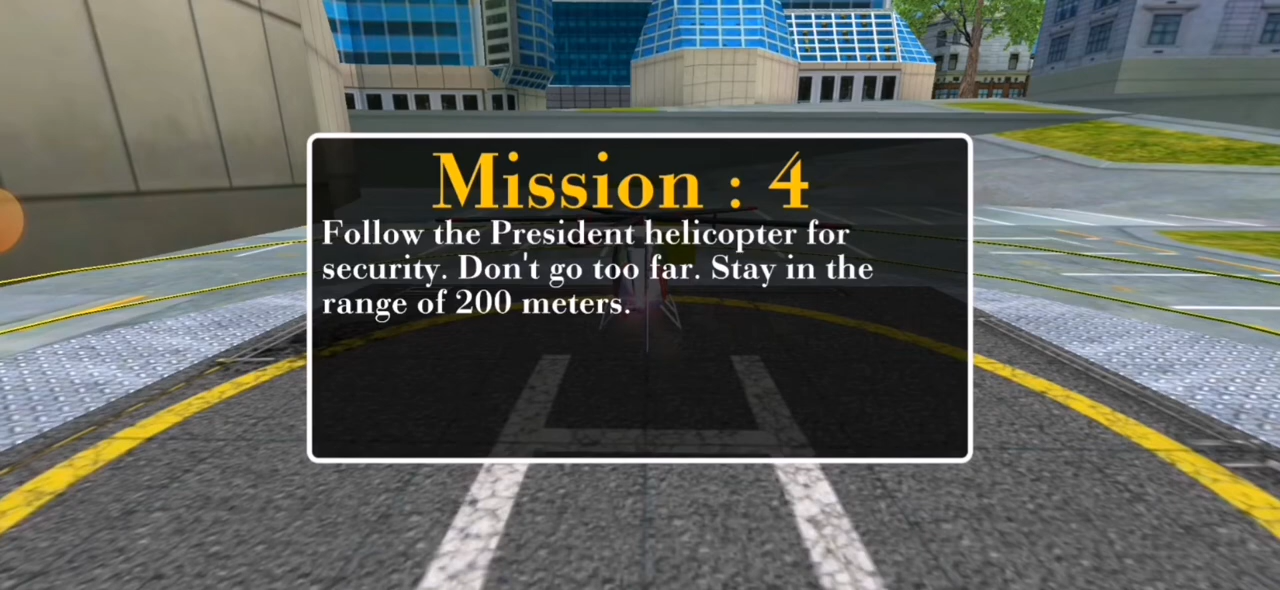 Mission : 4
Follow the President helicopter for
security. Don't go too far. Stay in the
range of 200 meters.